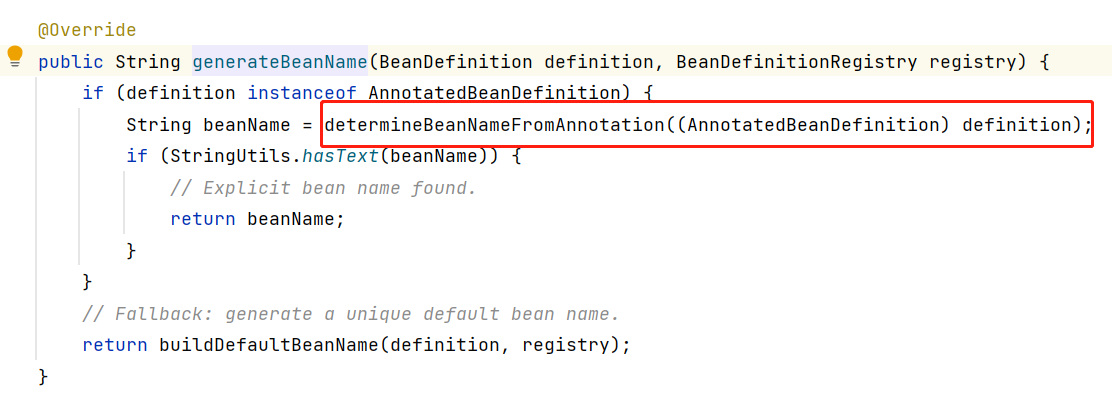 @Override
public String generateBeanName(BeanDefinition definition, BeanDefinitionRegistry registry) {
if (definition instanceof AnnotatedBeanDefinition) {
String beanName = determineBeanNameFromAnnotation((AnnotatedBeanDefinition) definition);
if (StringUtils.hasText(beanName)) {
// Explicit bean name found.
return beanName;
}
}
// Fallback: generate a unique default bean name.
return buildDefaultBeanName(definition, registry);
}